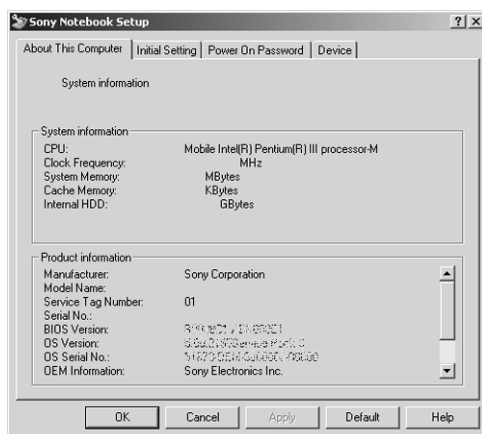 Sony Notebook Setup
About This Computer Initial Setting Power On Password Device
System information
System information
CPU: Mobile Intel(R) Pentium(R) III processor-M
Clock Frequency: MHz
System Memory: MBytes
Cache Memory: KBytes
Internal HDD: GBytes
Product information
Manufacturer: Sony Corporation
Model Name:
Service Tag Number: 01
Serial No.:
BIOS Version:
OS Version:
OS Serial No.:
OEM Information: Sony Electronics Inc.
OK Cancel Apply Default Help